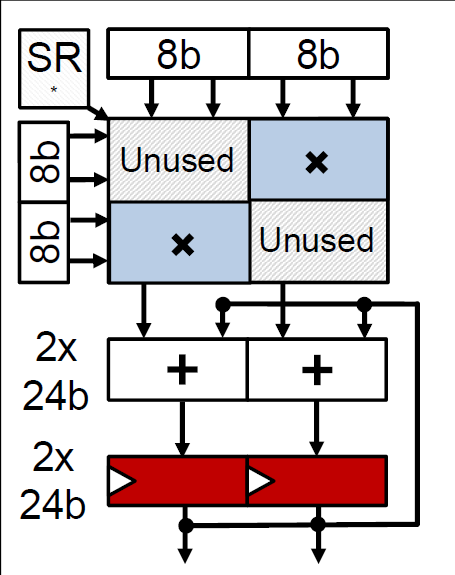 SR
*
8b 8b
8b
8b
Unused ×
× Unused
2x
24b
+ +
2x
24b